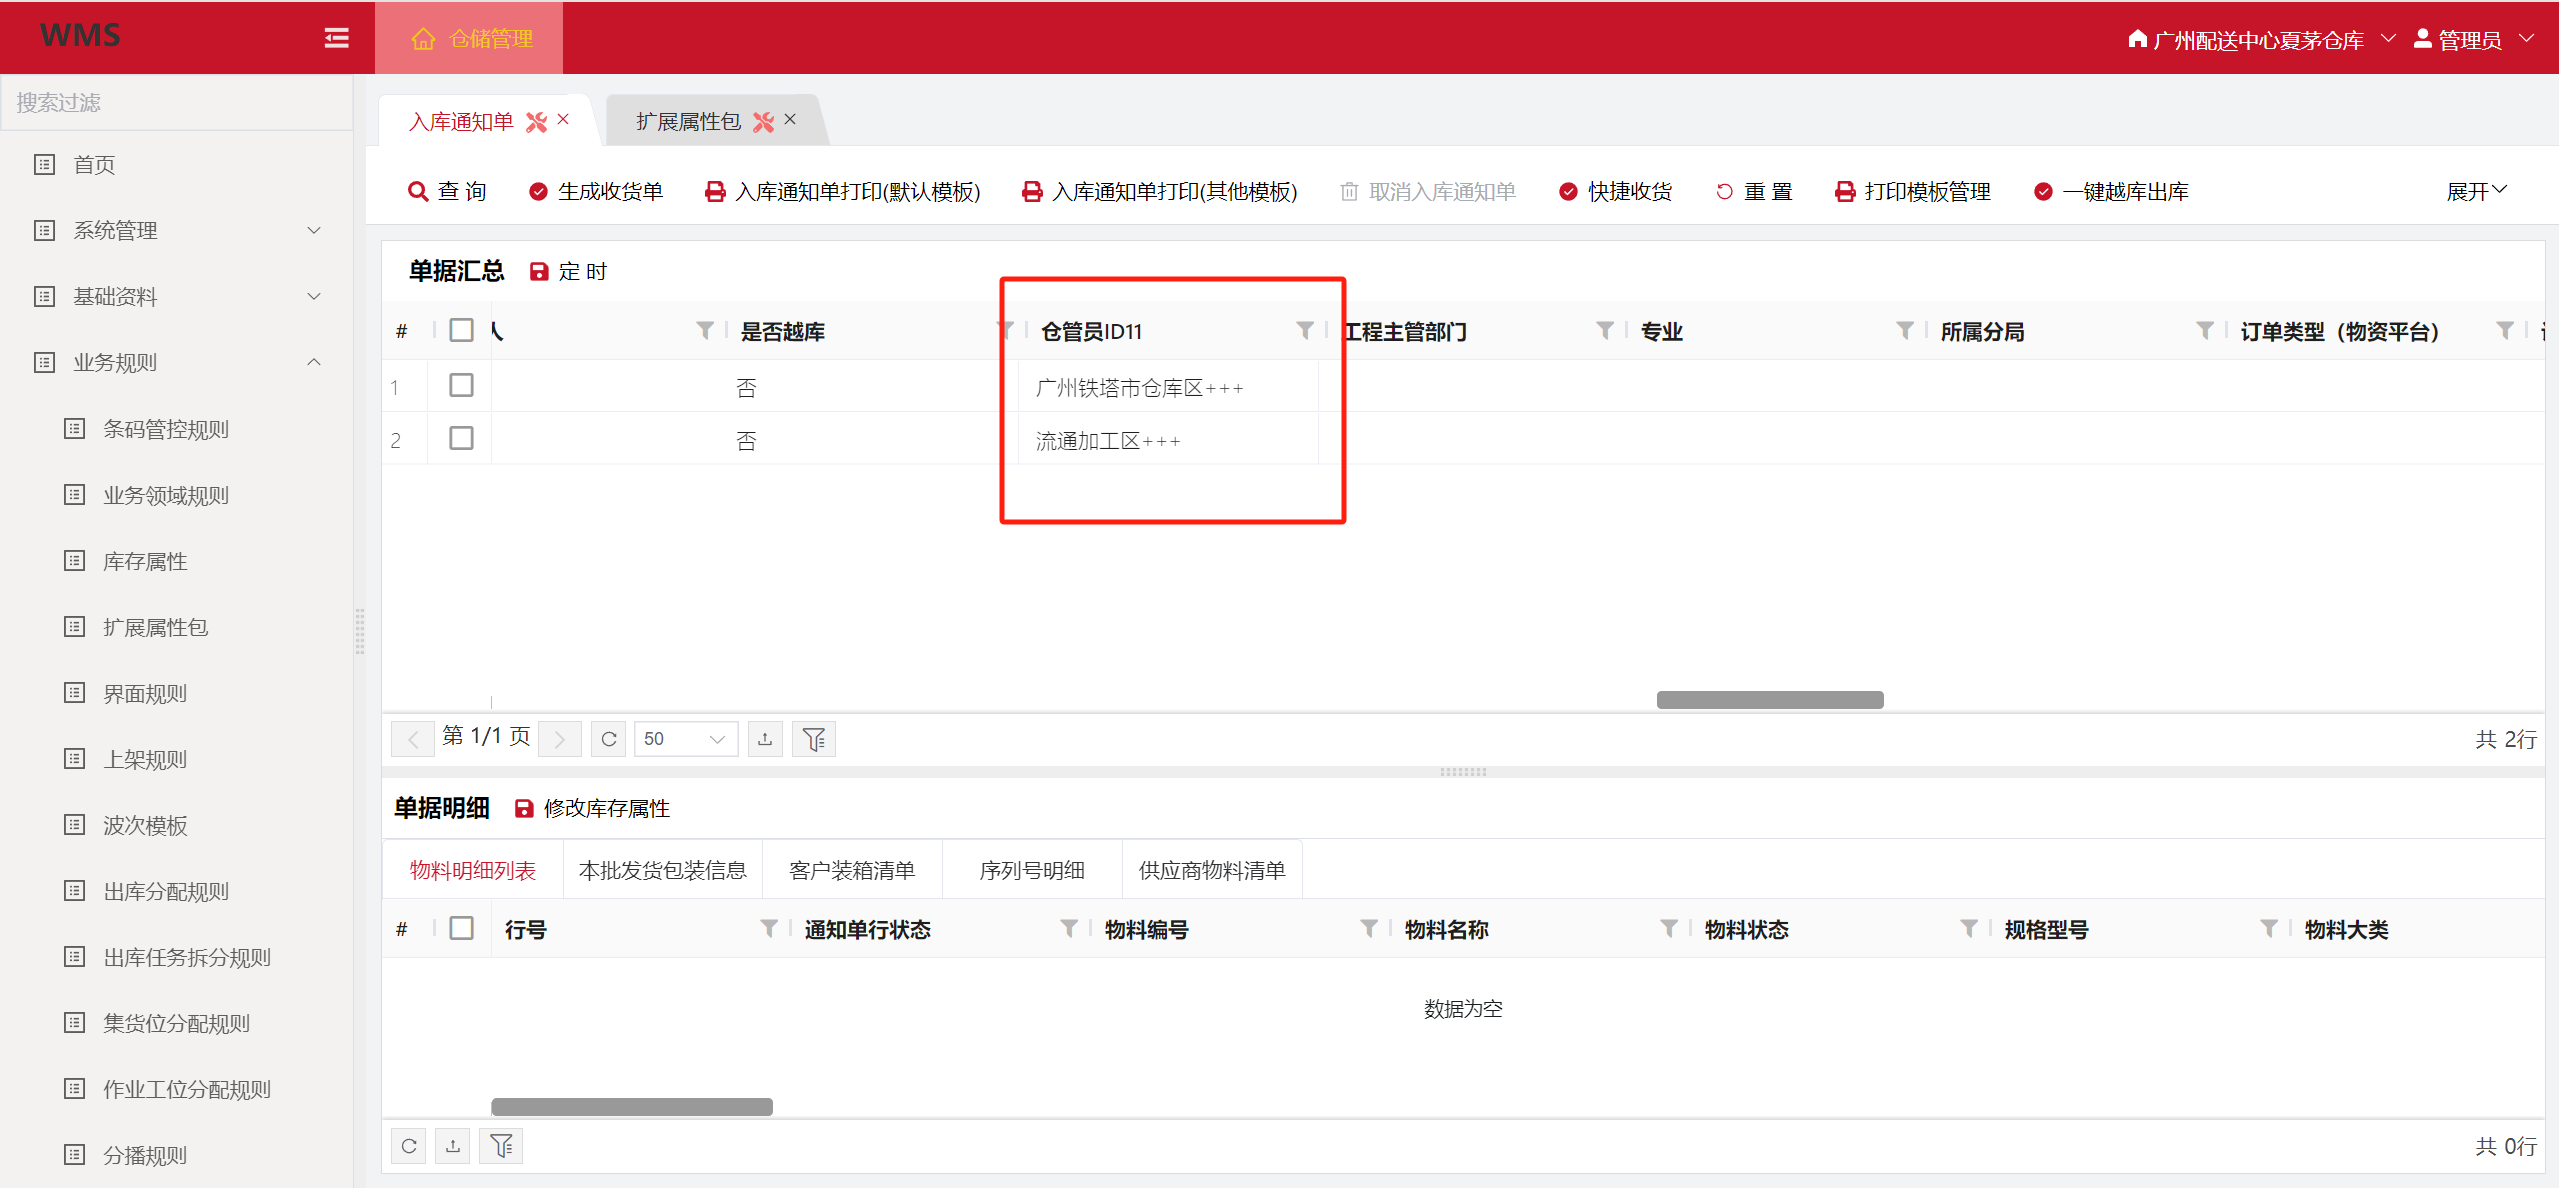 WMS
仓储管理
广州配送中心夏茅仓库
管理员
搜索过滤
首页
系统管理
基础资料
业务规则
条码管控规则
业务领域规则
库存属性
扩展属性包
界面规则
上架规则
波次模板
出库分配规则
出库任务拆分规则
集货位分配规则
作业工位分配规则
分播规则
入库通知单
扩展属性包
查 询
生成收货单
入库通知单打印(默认模板)
入库通知单打印(其他模板)
取消入库通知单
快捷收货
重 置
打印模板管理
一键越库出库
展开
单据汇总 定 时
# 人 是否越库 仓管员ID11 工程主管部门 专业 所属分局 订单类型（物资平台）
1 否 广州铁塔市仓库区+++
2 否 流通加工区+++
第 1/1 页 50 共 2行
单据明细 修改库存属性
物料明细列表 本批发货包装信息 客户装箱清单 序列号明细 供应商物料清单
# 行号 通知单行状态 物料编号 物料名称 物料状态 规格型号 物料大类
数据为空
共 0行